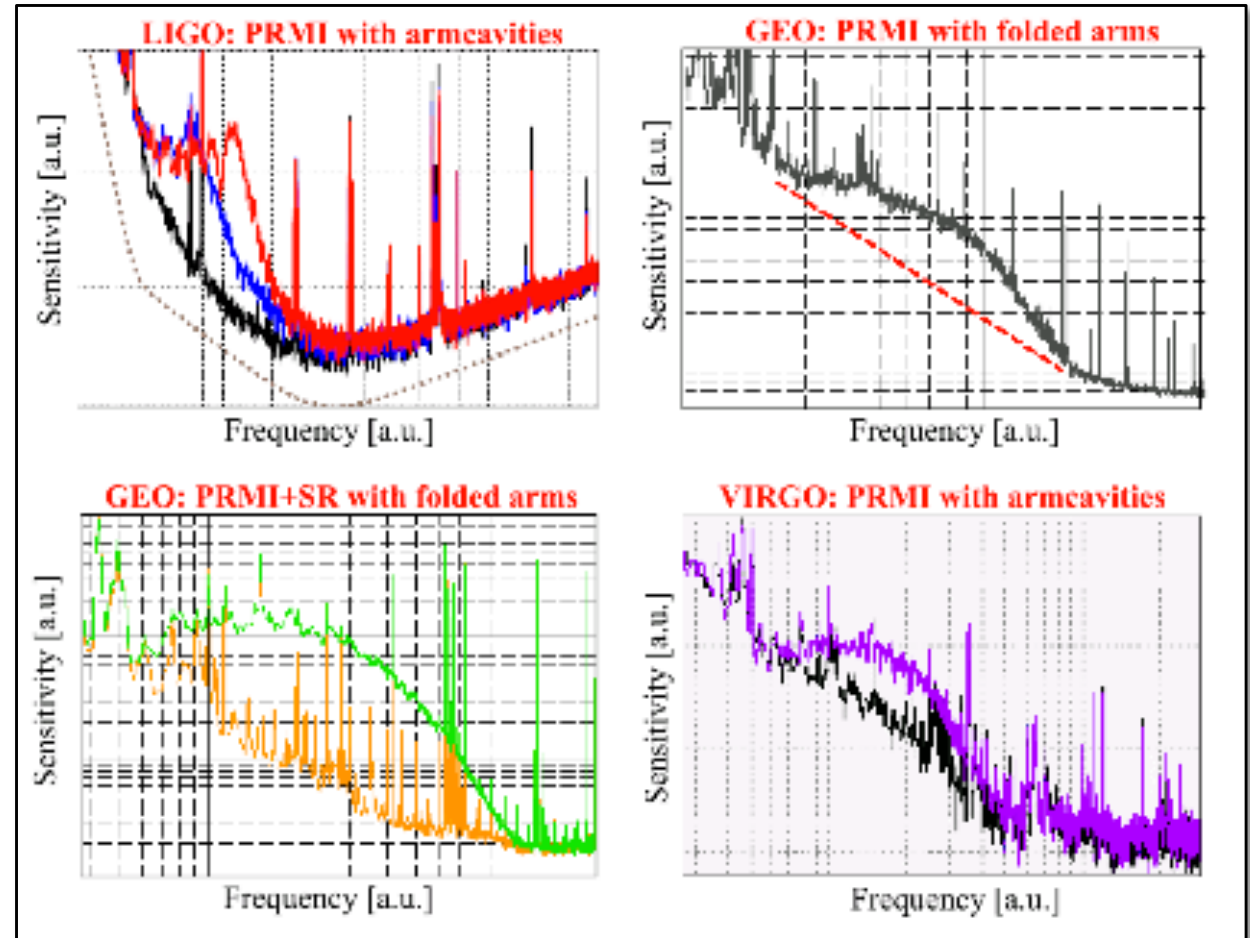 LIGO: PRMI with armcavities
Sensitivity [a.u.]
Frequency [a.u.]
GEO: PRMI with folded arms
Sensitivity [a.u.]
Frequency [a.u.]
GEO: PRMI+SR with folded arms
Sensitivity [a.u.]
Frequency [a.u.]
VIRGO: PRMI with armcavities
Sensitivity [a.u.]
Frequency [a.u.]